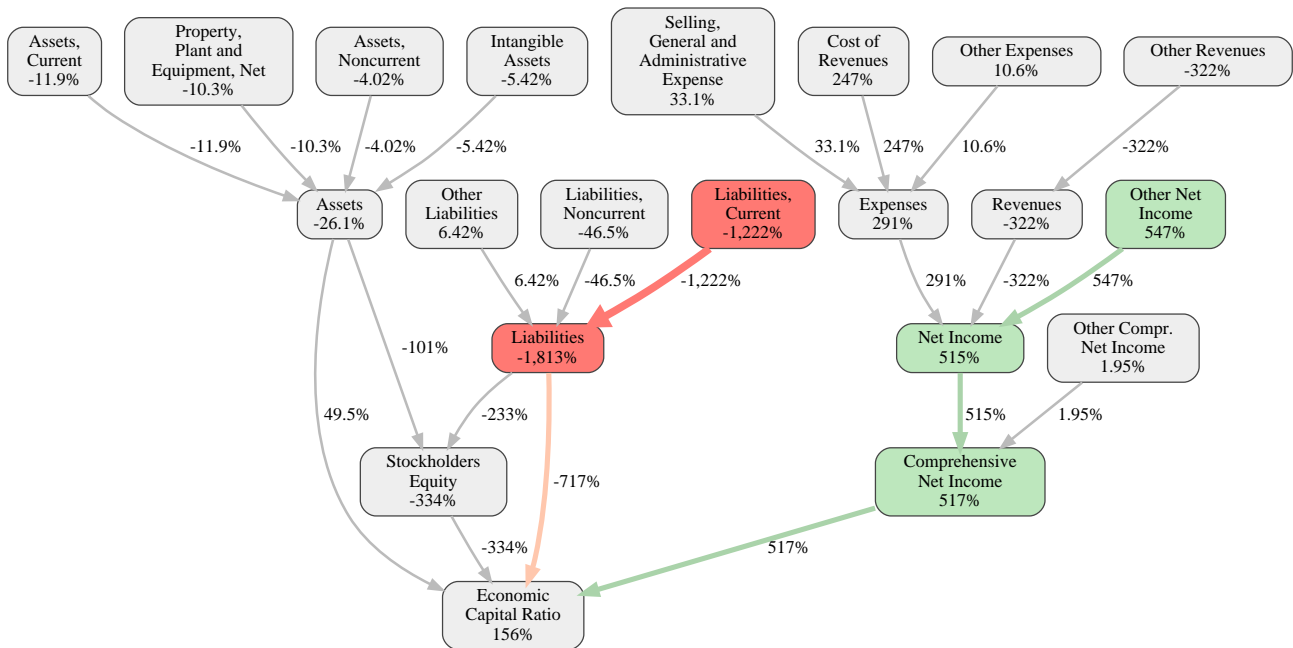 Assets,
Current
-11.9%
Property,
Plant and
Equipment, Net
-10.3%
Assets,
Noncurrent
-4.02%
Intangible
Assets
-5.42%
Selling,
General and
Administrative
Expense
33.1%
Cost of
Revenues
247%
Other Expenses
10.6%
Other Revenues
-322%
-11.9%
-10.3%
-4.02%
-5.42%
33.1%
247%
10.6%
-322%
Assets
-26.1%
Other
Liabilities
6.42%
Liabilities,
Noncurrent
-46.5%
Liabilities,
Current
-1,222%
Expenses
291%
Revenues
-322%
Other Net
Income
547%
6.42%
-46.5%
-1,222%
291%
-322%
547%
Liabilities
-1,813%
Net Income
515%
Other Compr.
Net Income
1.95%
-101%
49.5%
-233%
515%
1.95%
Stockholders
Equity
-334%
-717%
Comprehensive
Net Income
517%
-334%
517%
Economic
Capital Ratio
156%